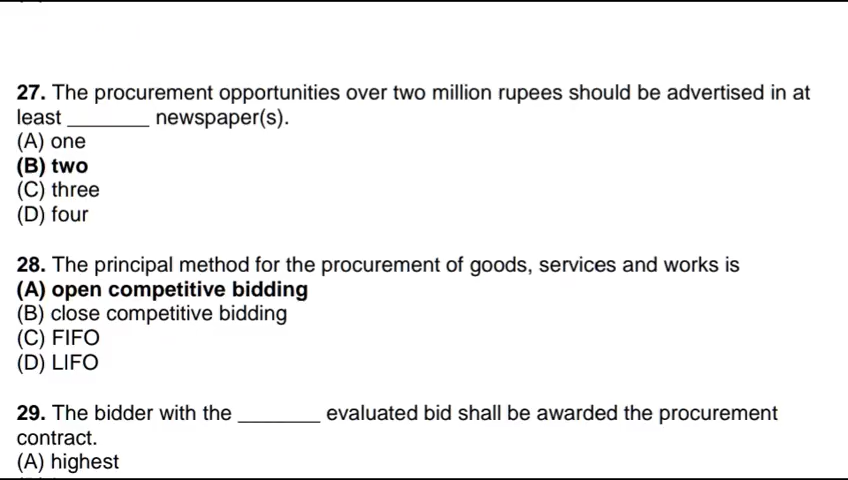 27. The procurement opportunities over two million rupees should be advertised in at
least _______ newspaper(s).
(A) one
(B) two
(C) three
(D) four
28. The principal method for the procurement of goods, services and works is
(A) open competitive bidding
(B) close competitive bidding
(C) FIFO
(D) LIFO
29. The bidder with the _______ evaluated bid shall be awarded the procurement
contract.
(A) highest